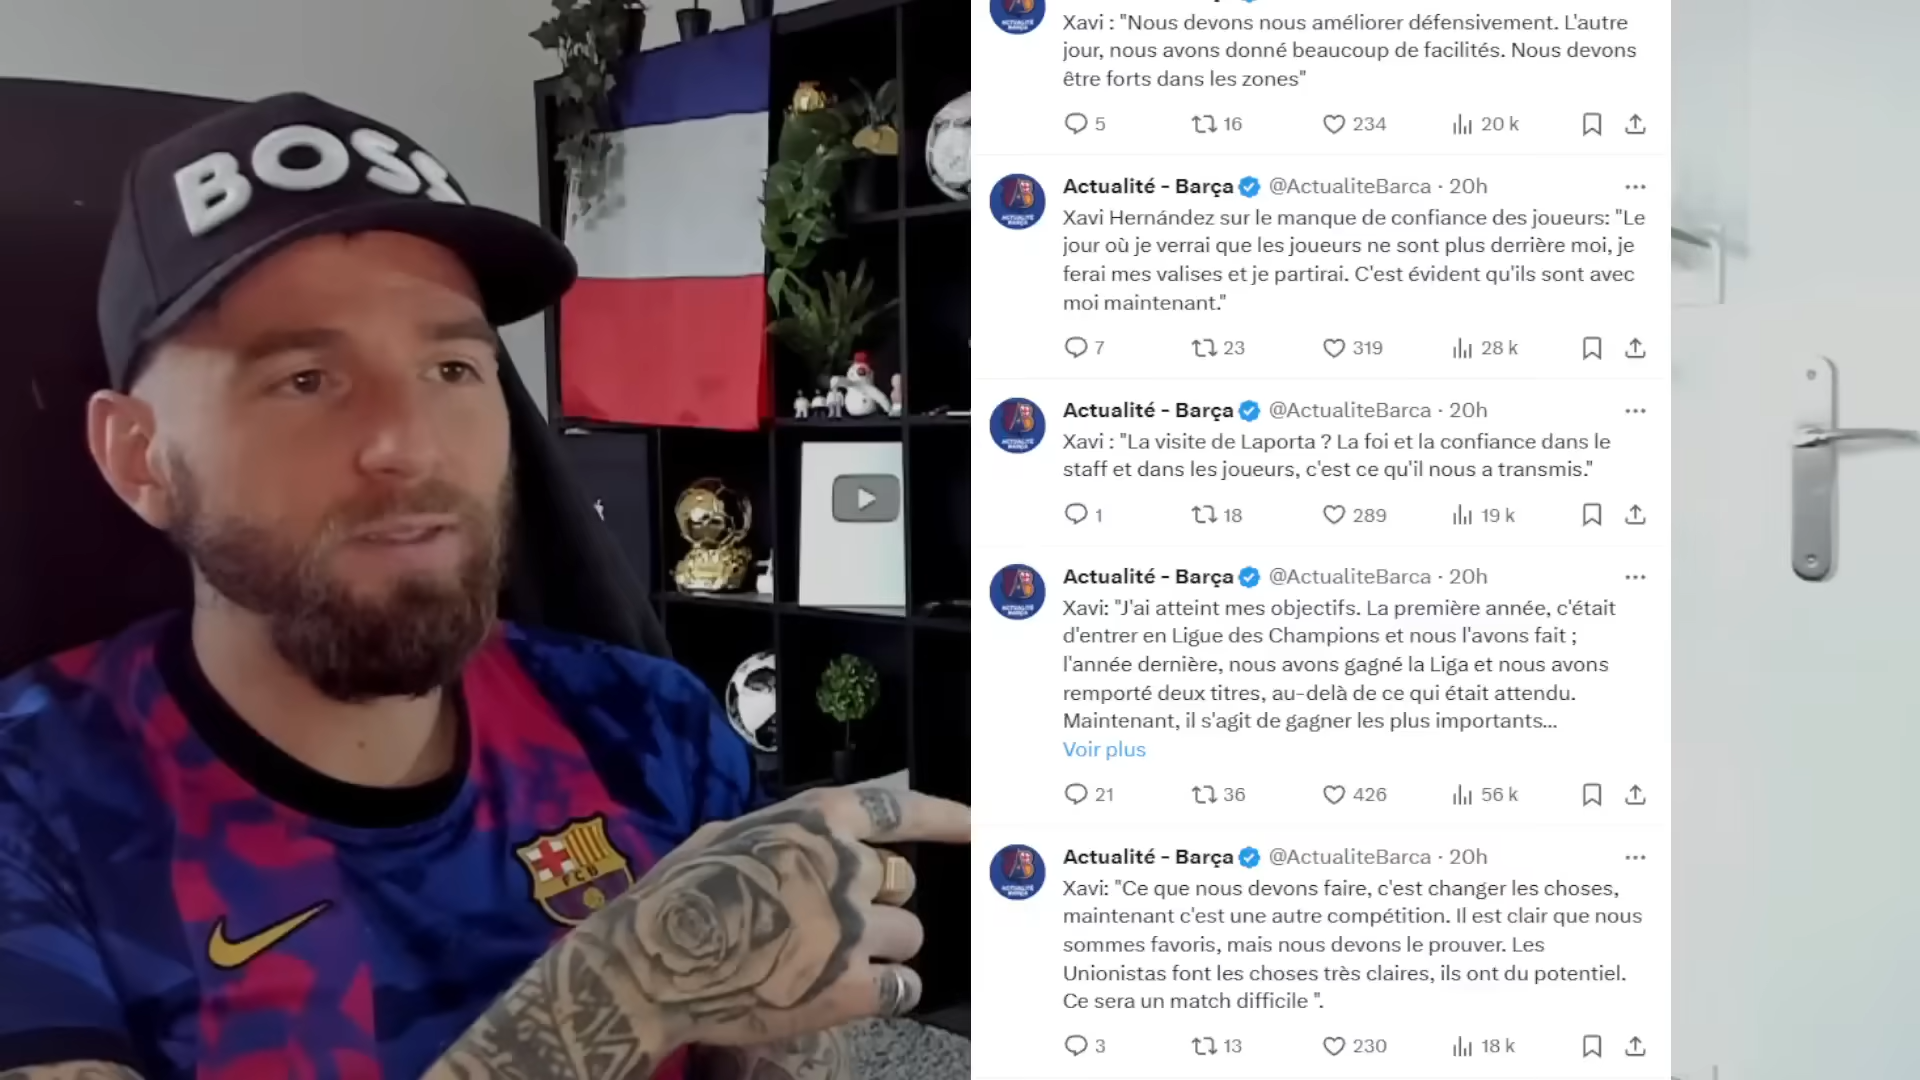 BOSS
FCB
Xavi : "Nous devons nous améliorer défensivement. L'autre
jour, nous avons donné beaucoup de facilités. Nous devons
être forts dans les zones"
5 16 234 20 k
Actualité - Barça @ActualiteBarca · 20h
Xavi Hernández sur le manque de confiance des joueurs: "Le
jour où je verrai que les joueurs ne sont plus derrière moi, je
ferai mes valises et je partirai. C'est évident qu'ils sont avec
moi maintenant."
7 23 319 28 k
Actualité - Barça @ActualiteBarca · 20h
Xavi : "La visite de Laporta ? La foi et la confiance dans le
staff et dans les joueurs, c'est ce qu'il nous a transmis."
1 18 289 19 k
Actualité - Barça @ActualiteBarca · 20h
Xavi: "J'ai atteint mes objectifs. La première année, c'était
d'entrer en Ligue des Champions et nous l'avons fait ;
l'année dernière, nous avons gagné la Liga et nous avons
remporté deux titres, au-delà de ce qui était attendu.
Maintenant, il s'agit de gagner les plus importants...
Voir plus
21 36 426 56 k
Actualité - Barça @ActualiteBarca · 20h
Xavi: "Ce que nous devons faire, c'est changer les choses,
maintenant c'est une autre compétition. Il est clair que nous
sommes favoris, mais nous devons le prouver. Les
Unionistas font les choses très claires, ils ont du potentiel.
Ce sera un match difficile ".
3 13 230 18 k